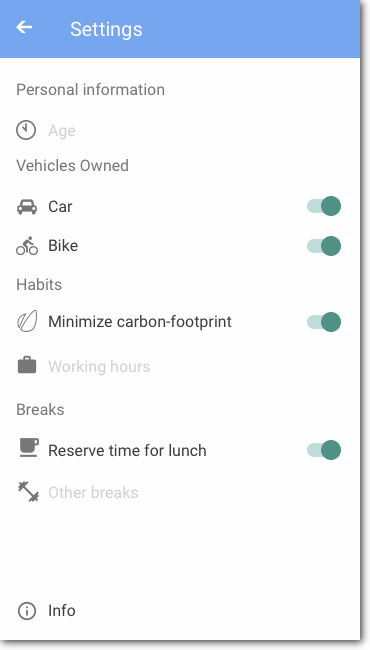 Settings
Personal information
Age
Vehicles Owned
Car
Bike
Habits
Minimize carbon-footprint
Working hours
Breaks
Reserve time for lunch
Other breaks
Info